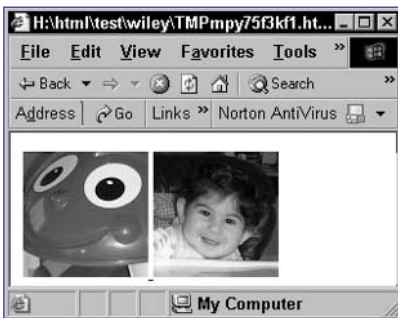 H:\html\test\wiley\TMPmpy75f3kf1.ht...
File Edit View Favorites Tools »
Back Search »
Address Go Links » Norton AntiVirus
My Computer